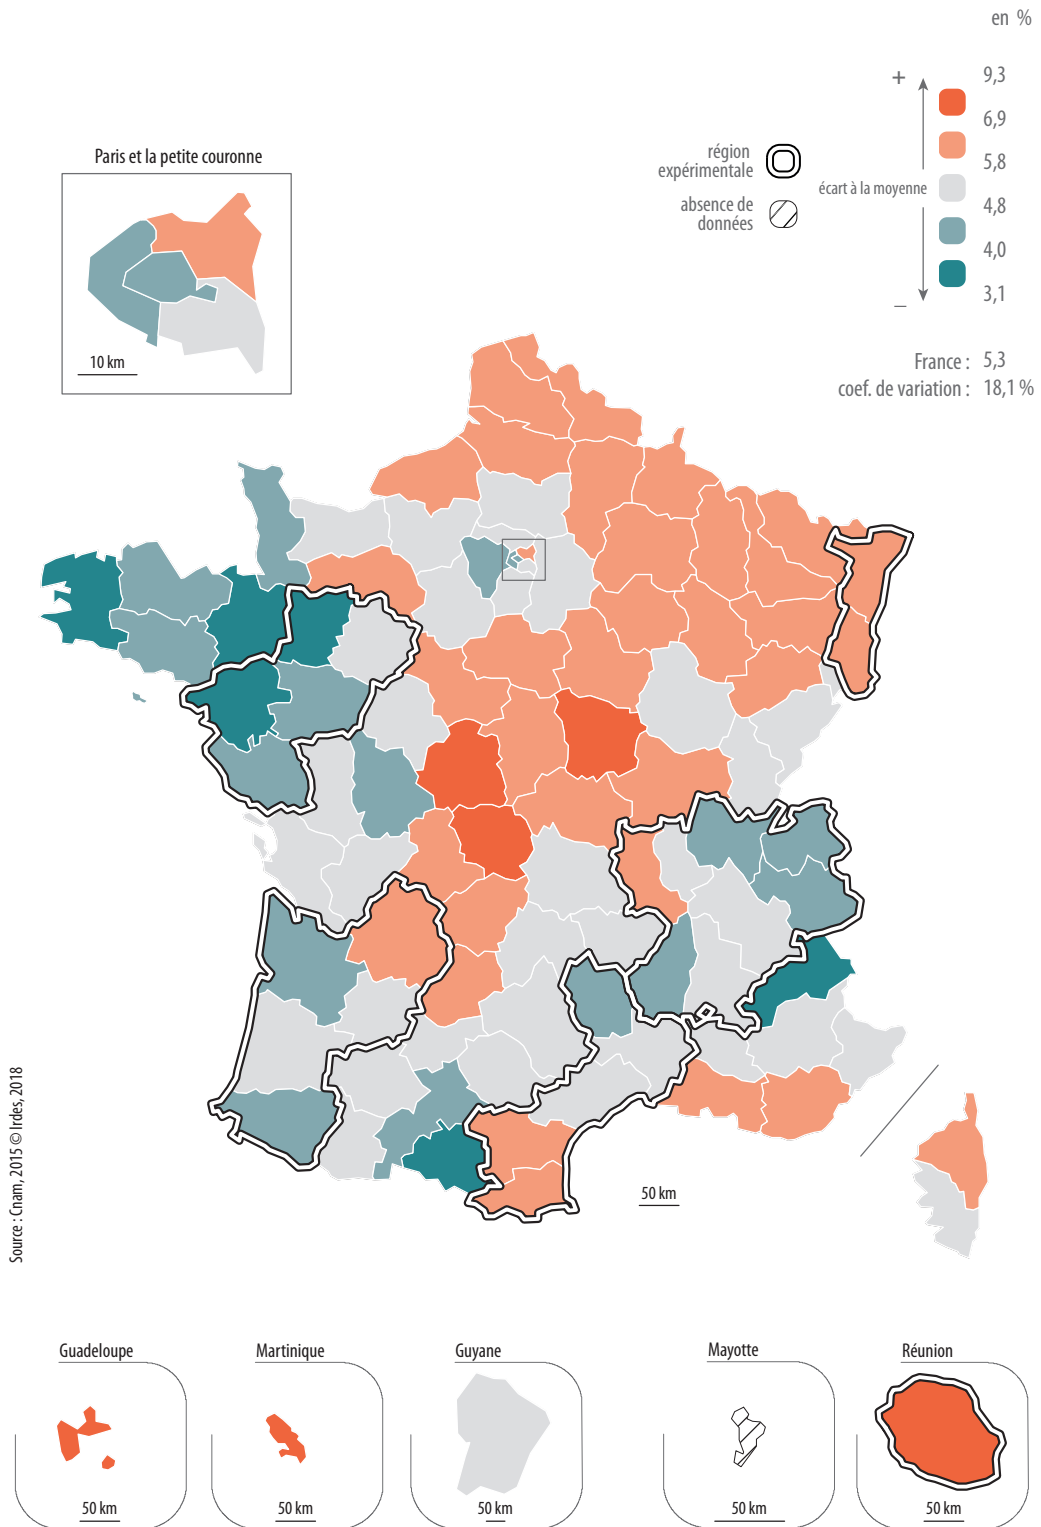 en %
+
9,3
6,9
5,8
écart à la moyenne
4,8
4,0
3,1
–
région
expérimentale
absence de
données
France : 5,3
coef. de variation : 18,1 %
Paris et la petite couronne
10 km
50 km
Source : Cnam, 2015 © Irdes, 2018
Guadeloupe
50 km
Martinique
50 km
Guyane
50 km
Mayotte
50 km
Réunion
50 km